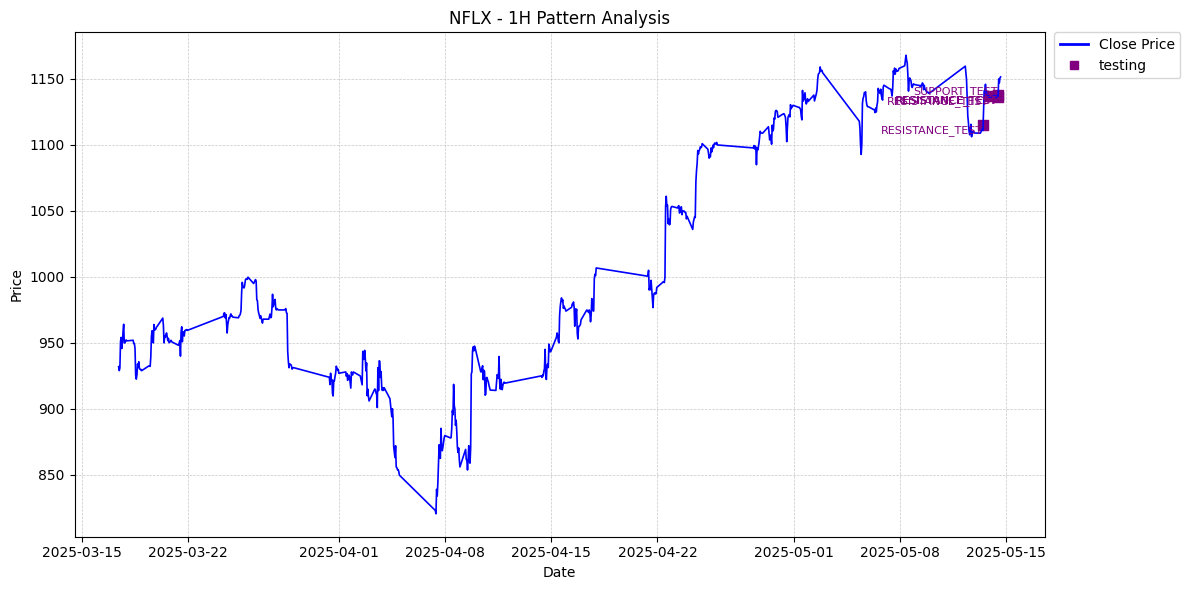 NFLX - 1H Pattern Analysis
Close Price
testing
1150
1100
1050
1000
950
900
850
Price
SUPPORT_TEST
RESISTANCE_TEST
RESISTANCE_TEST
RESISTANCE_TEST
2025-03-15
2025-03-22
2025-04-01
2025-04-08
2025-04-15
2025-04-22
2025-05-01
2025-05-08
2025-05-15
Date